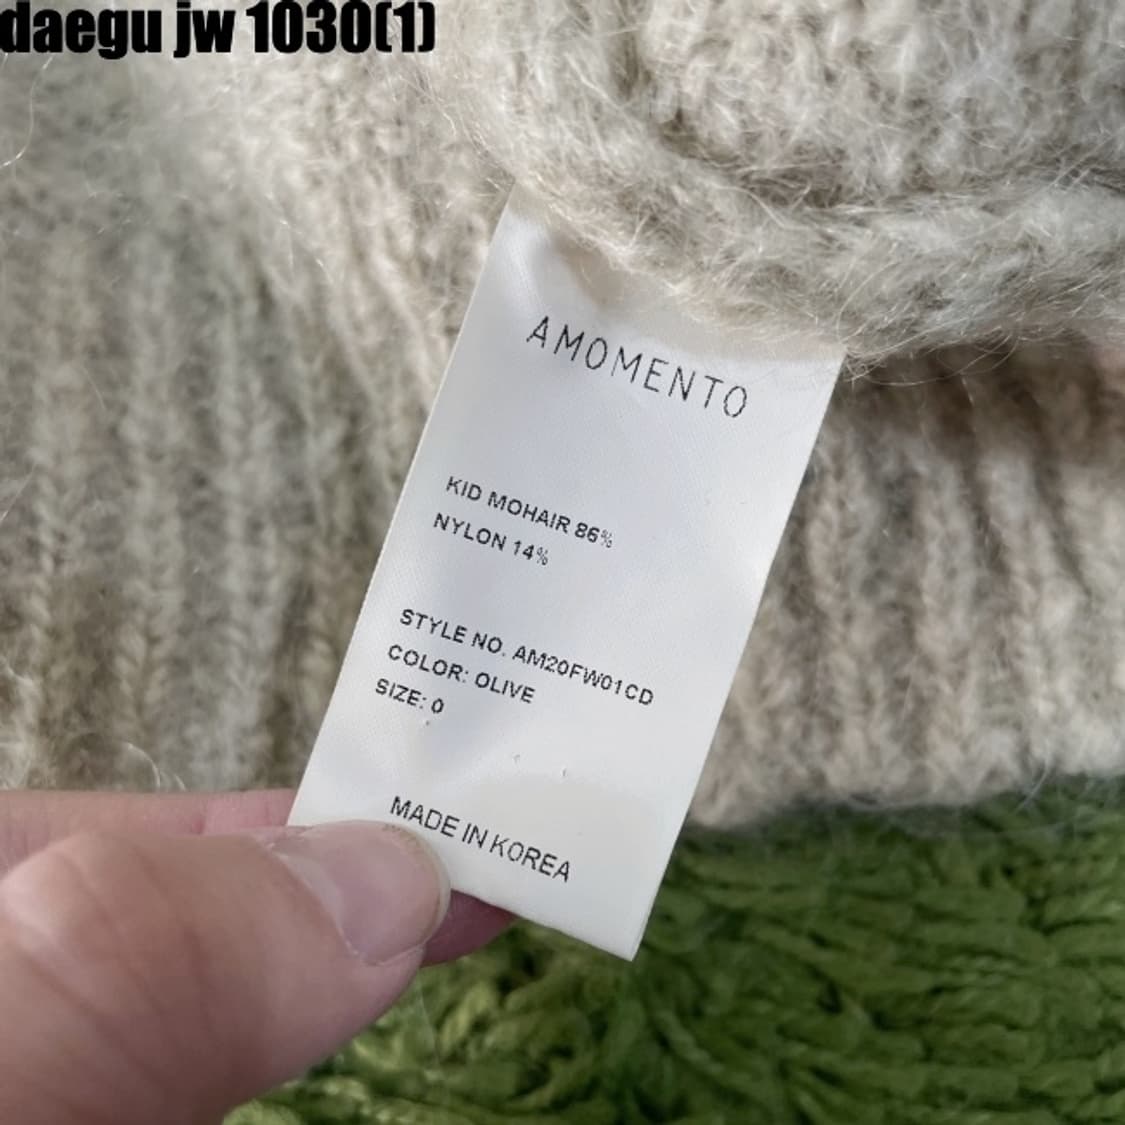 daegu jw 1030(1)
AMOMENTO
KID MOHAIR 86%
NYLON 14%
STYLE NO. AM20FW01CD
COLOR: OLIVE
SIZE: 0
MADE IN KOREA